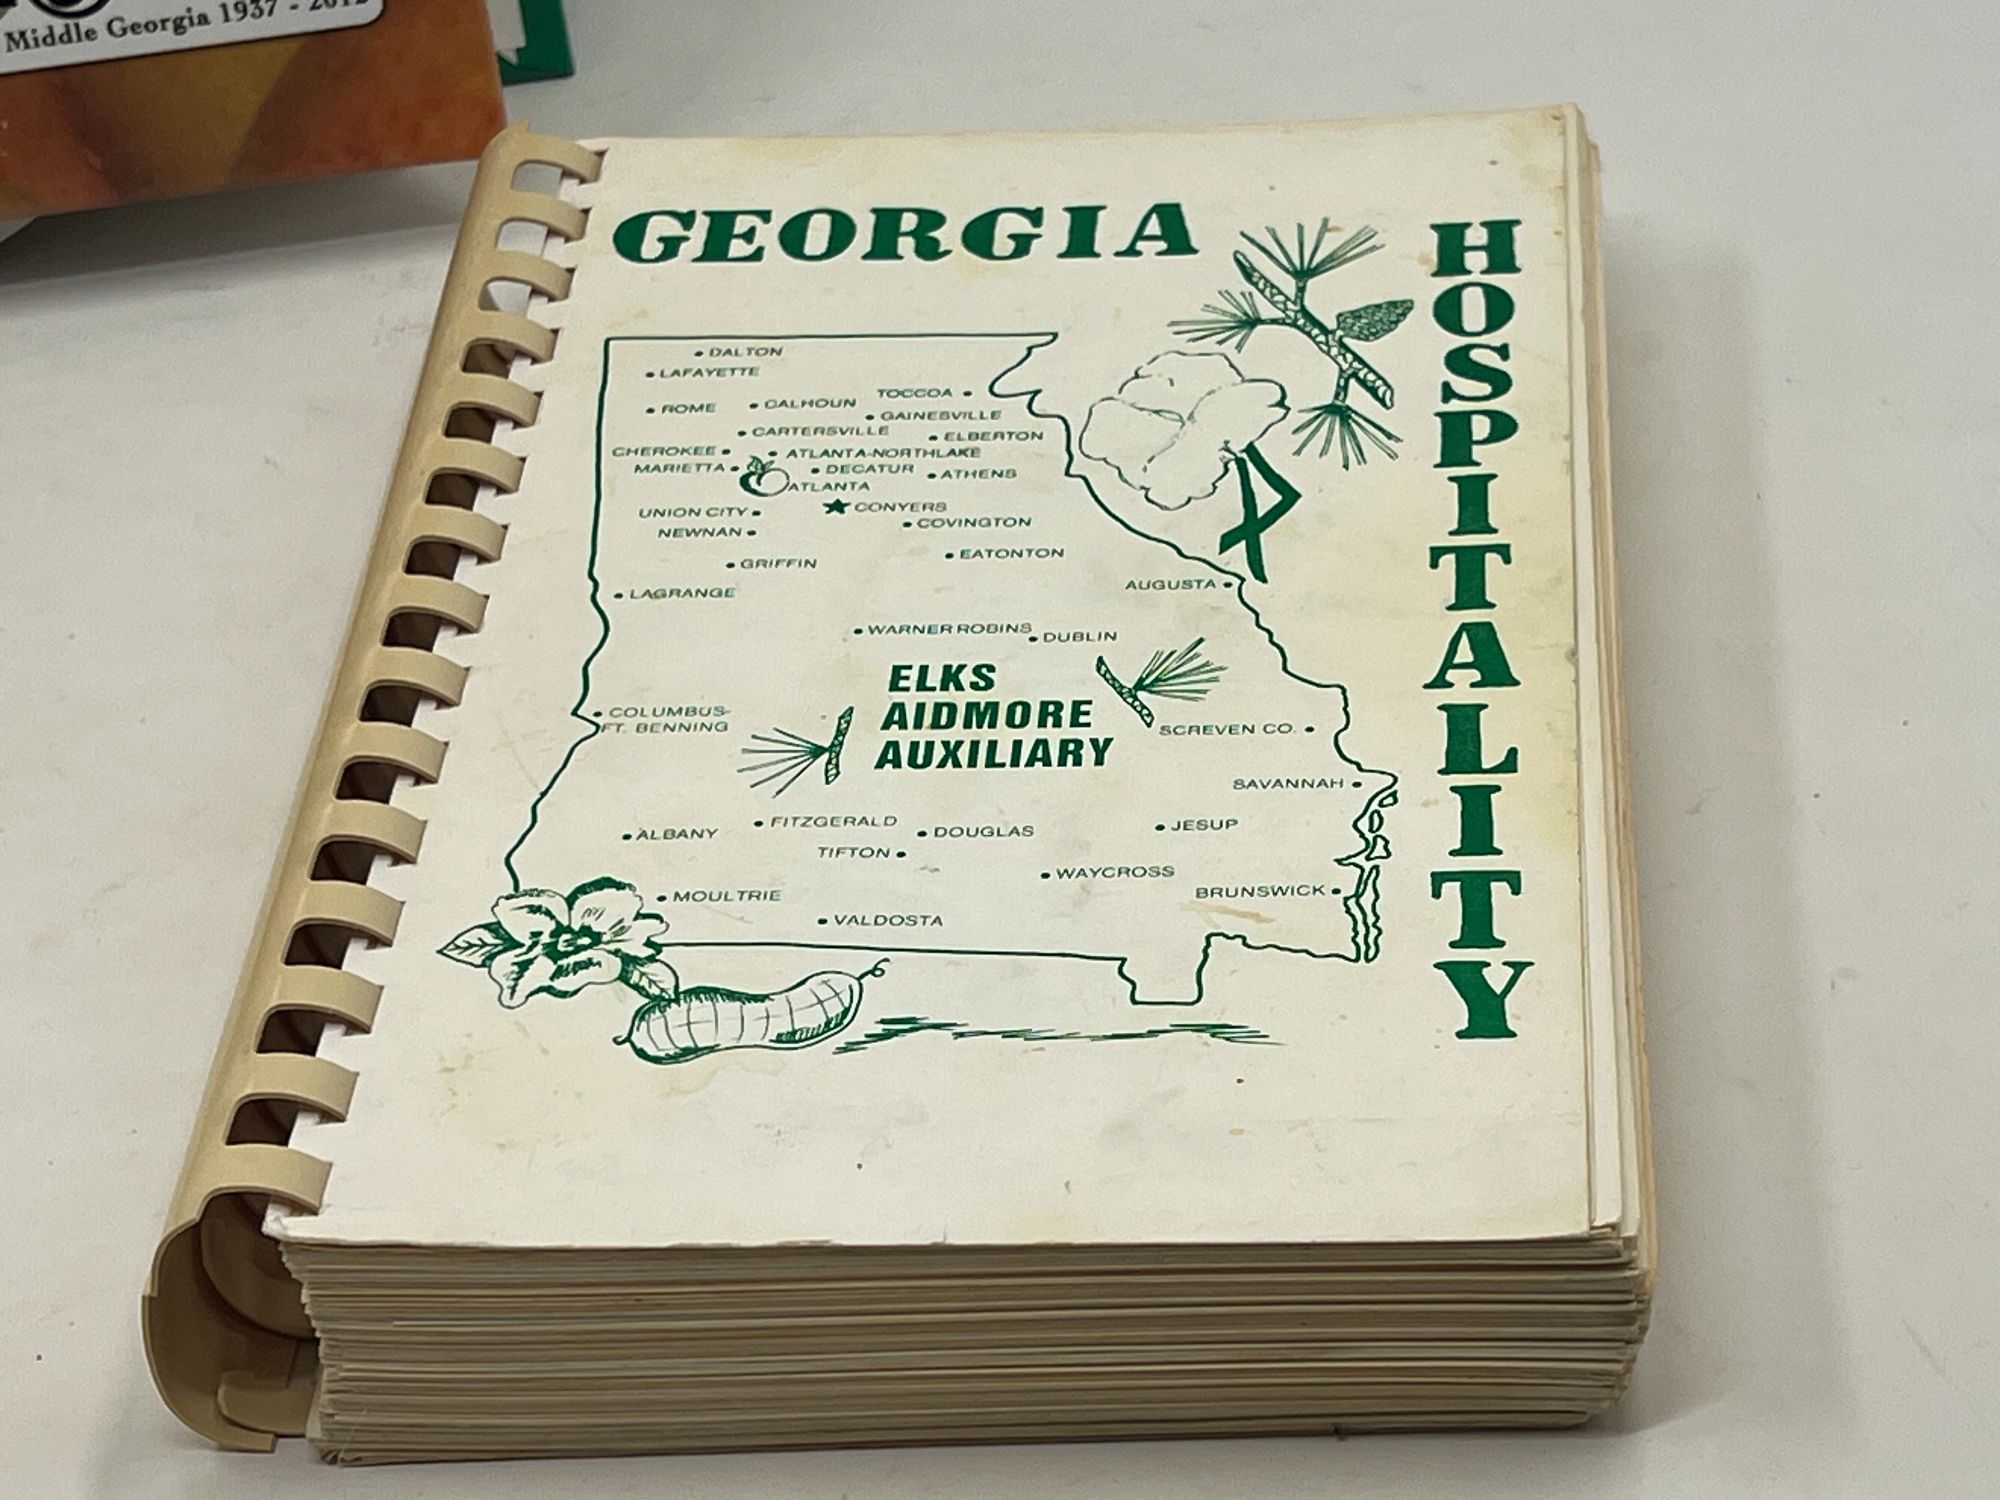 Middle Georgia 1937 - 2012
GEORGIA
HOSPITALITY
DALTON
LAFAYETTE
TOCCOA
ROME
CALHOUN
GAINESVILLE
CARTERSVILLE
ELBERTON
CHEROKEE
ATLANTA-NORTHLAKE
MARIETTA
DECATUR
ATHENS
ATLANTA
UNION CITY
CONYERS
COVINGTON
NEWNAN
EATONTON
GRIFFIN
AUGUSTA
LAGRANGE
WARNER ROBINS
DUBLIN
ELKS
AIDMORE
AUXILIARY
COLUMBUS-
FT. BENNING
SCREVEN CO.
SAVANNAH
ALBANY
FITZGERALD
DOUGLAS
JESUP
TIFTON
WAYCROSS
MOULTRIE
BRUNSWICK
VALDOSTA